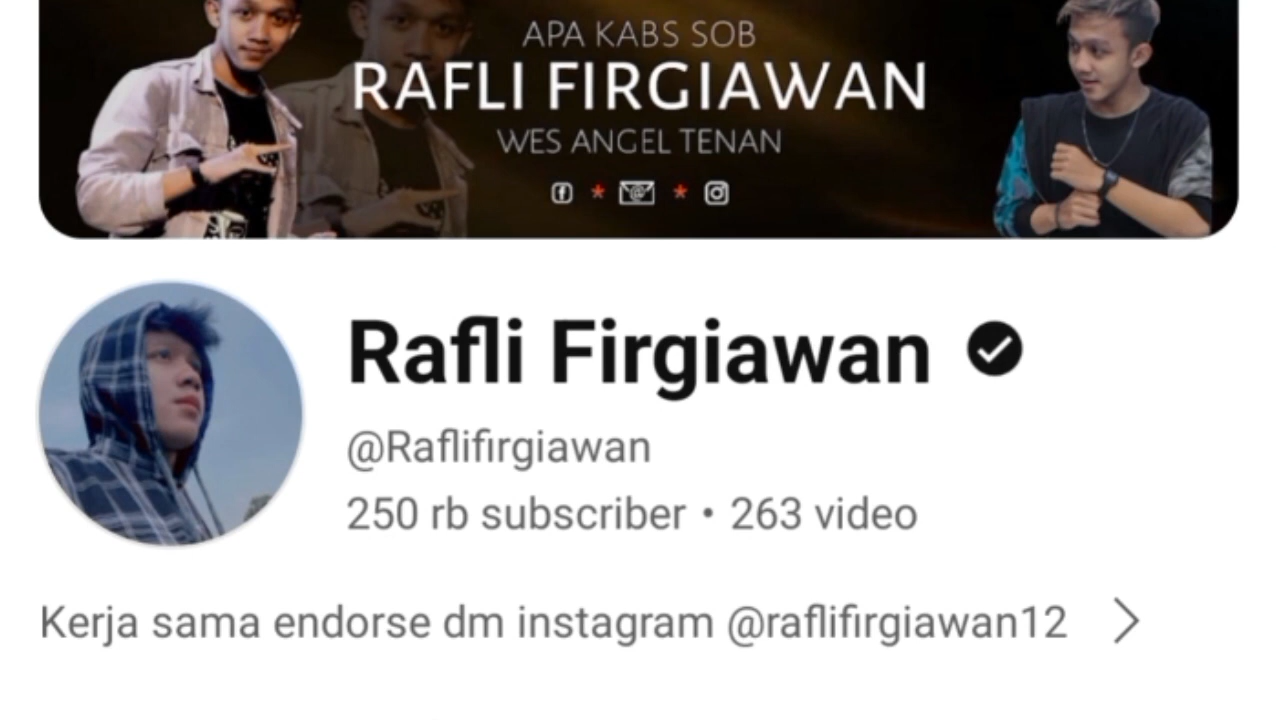 APA KABS SOB
RAFLI FIRGIAWAN
WES ANGEL TENAN
Rafli Firgiawan
@Raflifirgiawan
250 rb subscriber • 263 video
Kerja sama endorse dm instagram @raflifirgiawan12